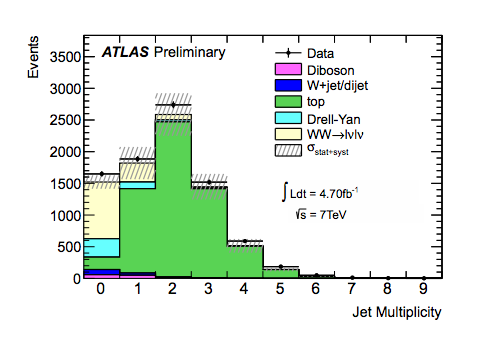 Events
3500
3000
2500
2000
1500
1000
500
0
ATLAS Preliminary
Data
Diboson
W+jet/dijet
top
Drell-Yan
WW→lνlν
σstat+syst
∫ Ldt = 4.70fb⁻¹
√s = 7TeV
0 1 2 3 4 5 6 7 8 9
Jet Multiplicity